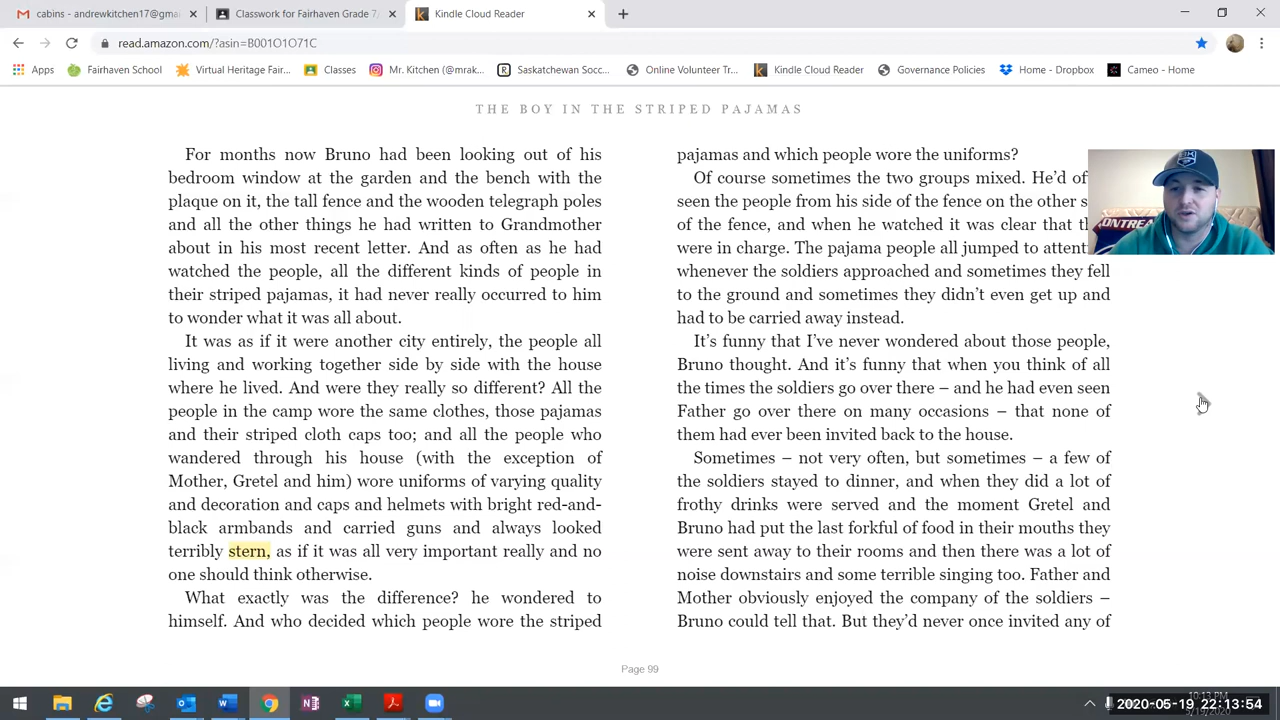 cabins - andrewkitchen17@gma
Classwork for Fairhaven Grade 7
Kindle Cloud Reader
read.amazon.com/?asin=B001O1O71C
Apps
Fairhaven School
Virtual Heritage Fair...
Classes
Mr. Kitchen (@mrak...
Saskatchewan Socc...
Online Volunteer Tr...
Kindle Cloud Reader
Governance Policies
Home - Dropbox
Cameo - Home
THE BOY IN THE STRIPED PAJAMAS
For months now Bruno had been looking out of his
bedroom window at the garden and the bench with the
plaque on it, the tall fence and the wooden telegraph poles
and all the other things he had written to Grandmother
about in his most recent letter. And as often as he had
watched the people, all the different kinds of people in
their striped pajamas, it had never really occurred to him
to wonder what it was all about.
It was as if it were another city entirely, the people all
living and working together side by side with the house
where he lived. And were they really so different? All the
people in the camp wore the same clothes, those pajamas
and their striped cloth caps too; and all the people who
wandered through his house (with the exception of
Mother, Gretel and him) wore uniforms of varying quality
and decoration and caps and helmets with bright red-and-
black armbands and carried guns and always looked
terribly stern, as if it was all very important really and no
one should think otherwise.
What exactly was the difference? he wondered to
himself. And who decided which people wore the striped
pajamas and which people wore the uniforms?
Of course sometimes the two groups mixed. He'd of
seen the people from his side of the fence on the other s
of the fence, and when he watched it was clear that th
were in charge. The pajama people all jumped to attenti
whenever the soldiers approached and sometimes they fell
to the ground and sometimes they didn't even get up and
had to be carried away instead.
It's funny that I've never wondered about those people,
Bruno thought. And it's funny that when you think of all
the times the soldiers go over there – and he had even seen
Father go over there on many occasions – that none of
them had ever been invited back to the house.
Sometimes – not very often, but sometimes – a few of
the soldiers stayed to dinner, and when they did a lot of
frothy drinks were served and the moment Gretel and
Bruno had put the last forkful of food in their mouths they
were sent away to their rooms and then there was a lot of
noise downstairs and some terrible singing too. Father and
Mother obviously enjoyed the company of the soldiers –
Bruno could tell that. But they'd never once invited any of
Page 99
ONTREA
10:13 PM
2020-05-19 22:13:54